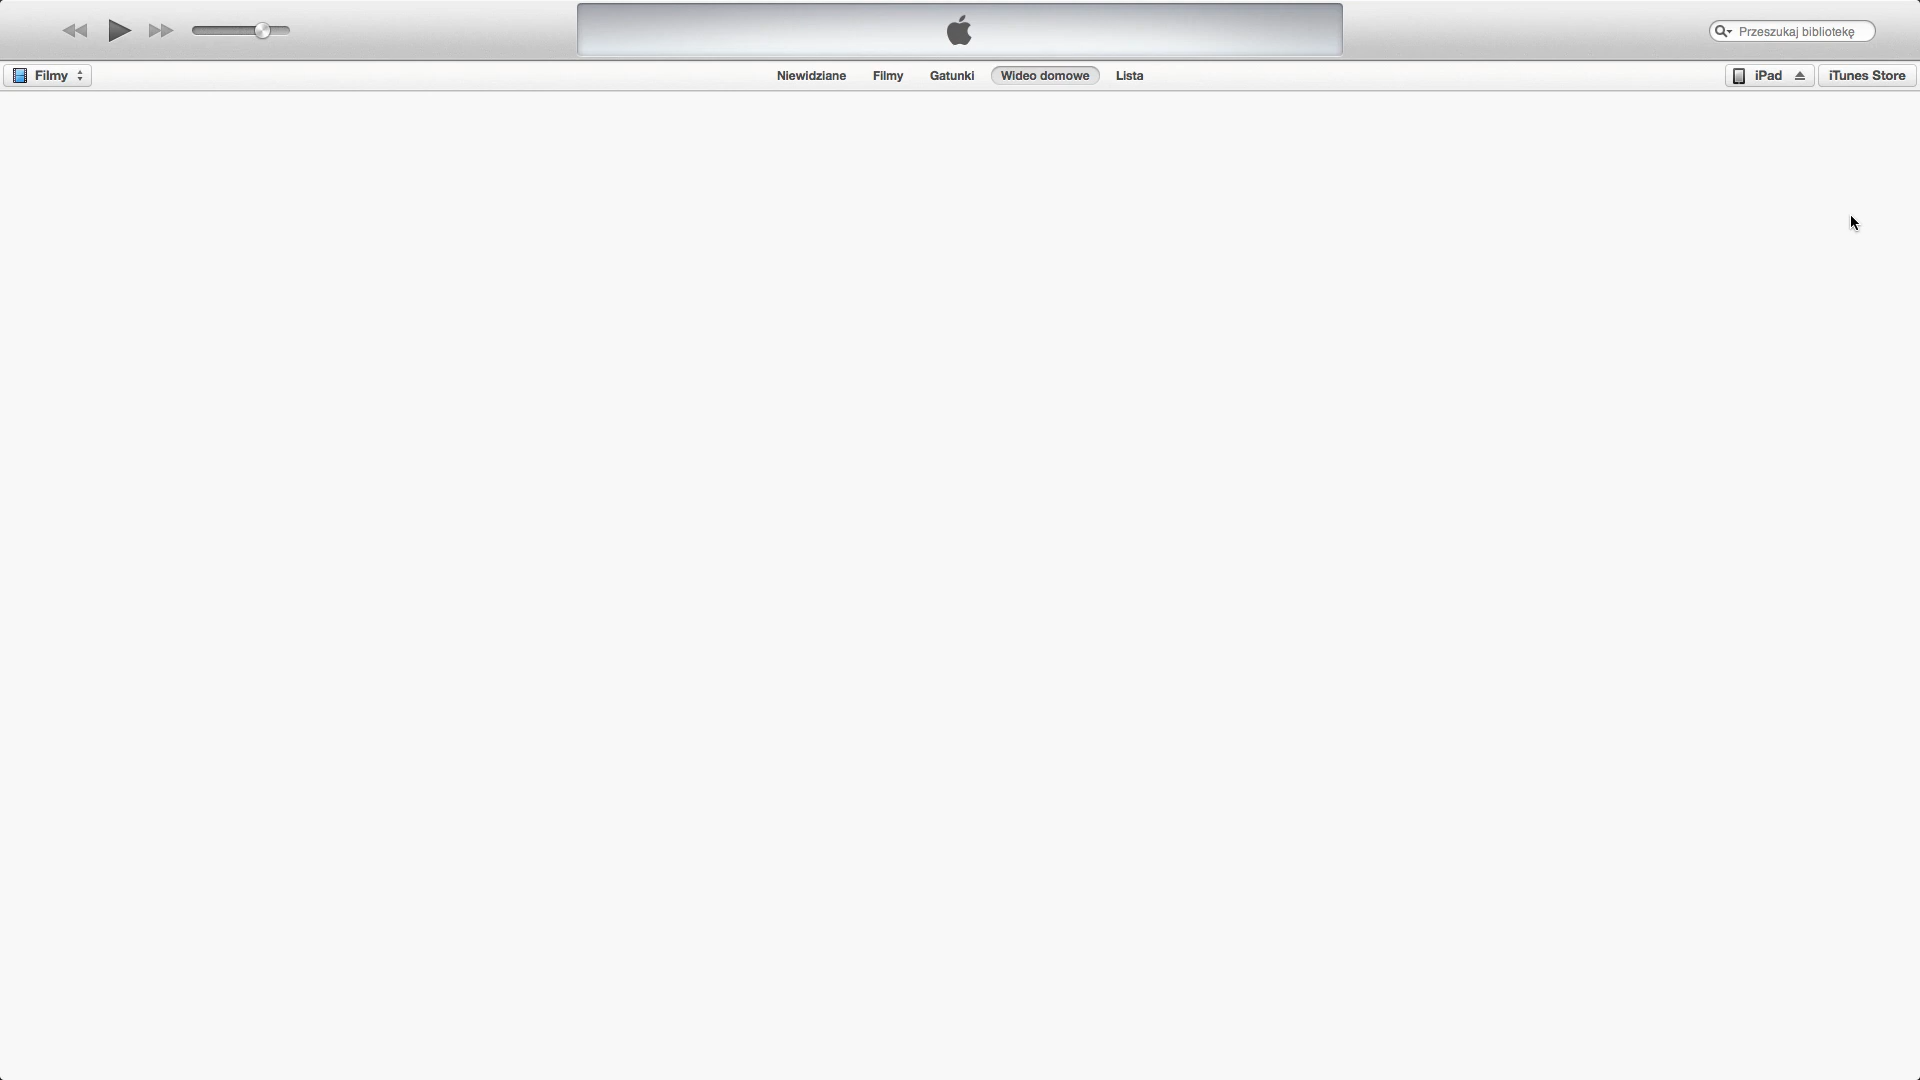 Przeszukaj bibliotekę
Filmy Niewidziane Filmy Gatunki Wideo domowe Lista iPad iTunes Store